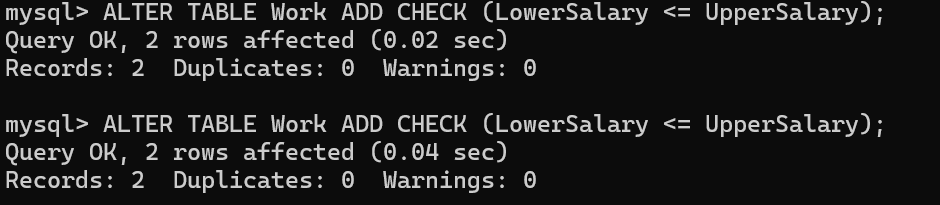 mysql> ALTER TABLE Work ADD CHECK (LowerSalary <= UpperSalary);
Query OK, 2 rows affected (0.02 sec)
Records: 2  Duplicates: 0  Warnings: 0
mysql> ALTER TABLE Work ADD CHECK (LowerSalary <= UpperSalary);
Query OK, 2 rows affected (0.04 sec)
Records: 2  Duplicates: 0  Warnings: 0